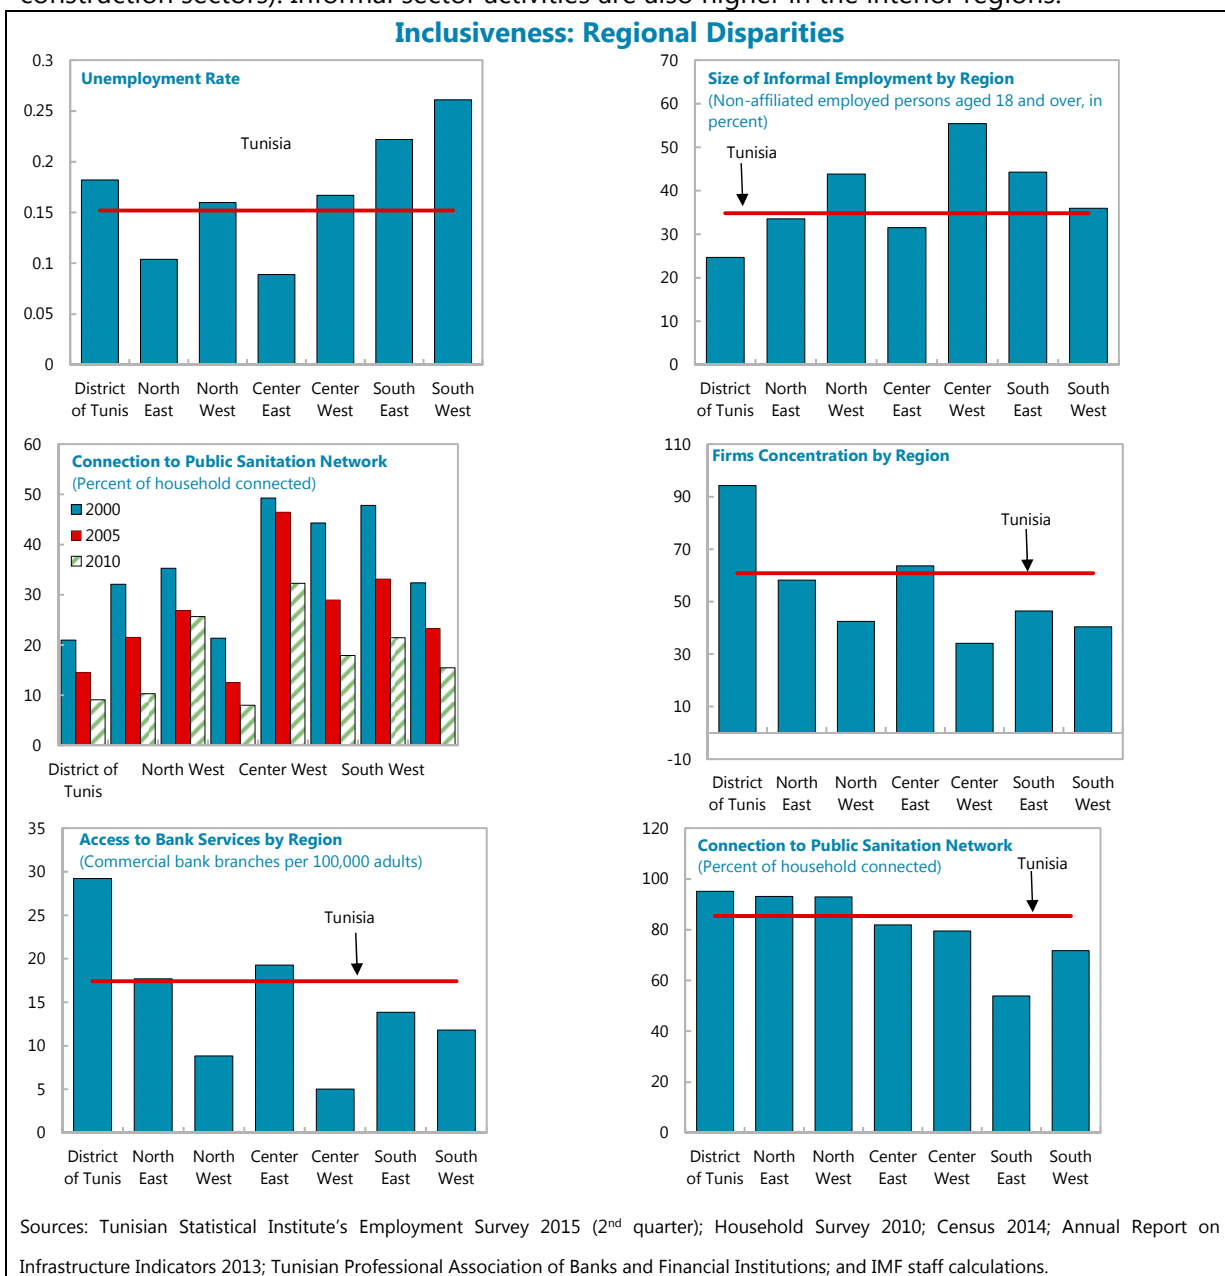 construction sectors). Informal sector activities are also higher in the interior regions.
Inclusiveness: Regional Disparities
Unemployment Rate
Tunisia
0.3
0.25
0.2
0.15
0.1
0.05
0
District of Tunis
North East
North West
Center East
Center West
South East
South West
Size of Informal Employment by Region
(Non-affiliated employed persons aged 18 and over, in
percent)
Tunisia
70
60
50
40
30
20
10
0
District of Tunis
North East
North West
Center East
Center West
South East
South West
Connection to Public Sanitation Network
(Percent of household connected)
2000
2005
2010
60
50
40
30
20
10
0
District of
Tunis
North West
Center West
South West
Firms Concentration by Region
Tunisia
110
90
70
50
30
10
-10
District of Tunis
North East
North West
Center East
Center West
South East
South West
Access to Bank Services by Region
(Commercial bank branches per 100,000 adults)
Tunisia
35
30
25
20
15
10
5
0
District of Tunis
North East
North West
Center East
Center West
South East
South West
Connection to Public Sanitation Network
(Percent of household connected)
Tunisia
120
100
80
60
40
20
0
District of Tunis
North East
North West
Center East
Center West
South East
South West
Sources: Tunisian Statistical Institute’s Employment Survey 2015 (2nd quarter); Household Survey 2010; Census 2014; Annual Report on
Infrastructure Indicators 2013; Tunisian Professional Association of Banks and Financial Institutions; and IMF staff calculations.